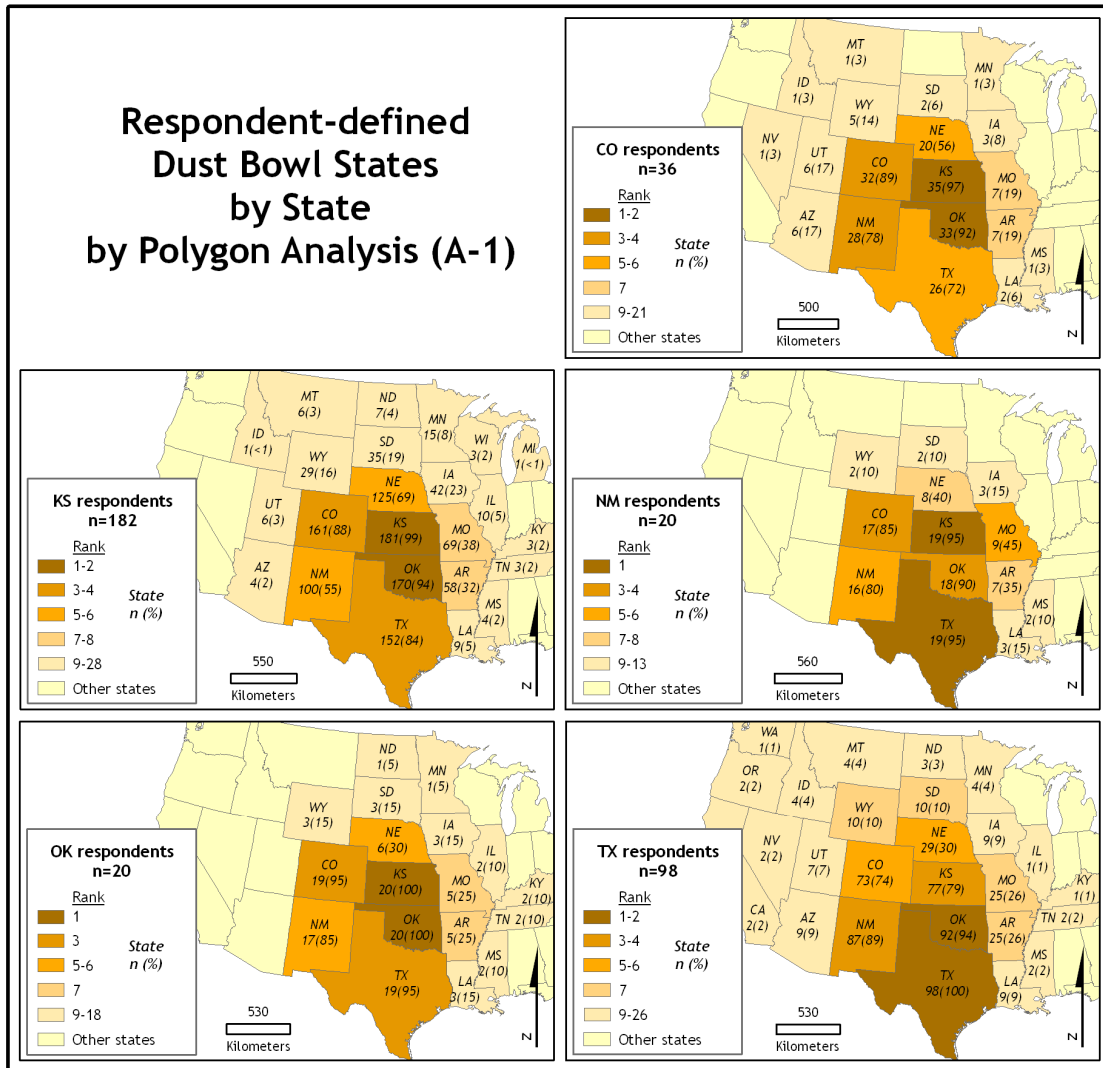 Respondent-defined
Dust Bowl States
by State
by Polygon Analysis (A-1)
CO respondents
n=36
Rank
1-2
3-4
5-6
7
9-21
Other states
State
n (%)
MT
1(3)
ID
1(3)
WY
5(14)
SD
2(6)
MN
1(3)
NE
20(56)
IA
3(8)
NV
1(3)
UT
6(17)
CO
32(89)
KS
35(97)
MO
7(19)
AZ
6(17)
NM
28(78)
OK
33(92)
AR
7(19)
MS
1(3)
TX
26(72)
LA
2(6)
500
Kilometers
N
KS respondents
n=182
Rank
1-2
3-4
5-6
7-8
9-28
Other states
State
n (%)
MT
6(3)
ND
7(4)
MN
15(8)
ID
1(<1)
WY
29(16)
SD
35(19)
WI
3(2)
MI
1(<1)
NE
125(69)
IA
42(23)
IL
10(5)
UT
6(3)
CO
161(88)
KS
181(99)
MO
69(38)
KY
3(2)
TN 3(2)
AZ
4(2)
NM
100(55)
OK
170(94)
AR
58(32)
MS
4(2)
TX
152(84)
LA
9(5)
550
Kilometers
N
NM respondents
n=20
Rank
1
3-4
5-6
7-8
9-13
Other states
State
n (%)
WY
2(10)
SD
2(10)
NE
8(40)
IA
3(15)
CO
17(85)
KS
19(95)
MO
9(45)
NM
16(80)
OK
18(90)
AR
7(35)
MS
2(10)
TX
19(95)
LA
3(15)
560
Kilometers
N
OK respondents
n=20
Rank
1
3
5-6
7
9-18
Other states
State
n (%)
ND
1(5)
MN
1(5)
WY
3(15)
SD
3(15)
NE
6(30)
IA
3(15)
IL
2(10)
CO
19(95)
KS
20(100)
MO
5(25)
KY
2(10)
TN 2(10)
NM
17(85)
OK
20(100)
AR
5(25)
MS
2(10)
TX
19(95)
LA
3(15)
530
Kilometers
N
TX respondents
n=98
Rank
1-2
3-4
5-6
7
9-26
Other states
State
n (%)
WA
1(1)
MT
4(4)
ND
3(3)
MN
4(4)
OR
2(2)
ID
4(4)
WY
10(10)
SD
10(10)
NE
29(30)
IA
9(9)
IL
1(1)
NV
2(2)
UT
7(7)
CO
73(74)
KS
77(79)
MO
25(26)
KY
1(1)
TN 2(2)
CA
2(2)
AZ
9(9)
NM
87(89)
OK
92(94)
AR
25(26)
MS
2(2)
TX
98(100)
LA
9(9)
530
Kilometers
N